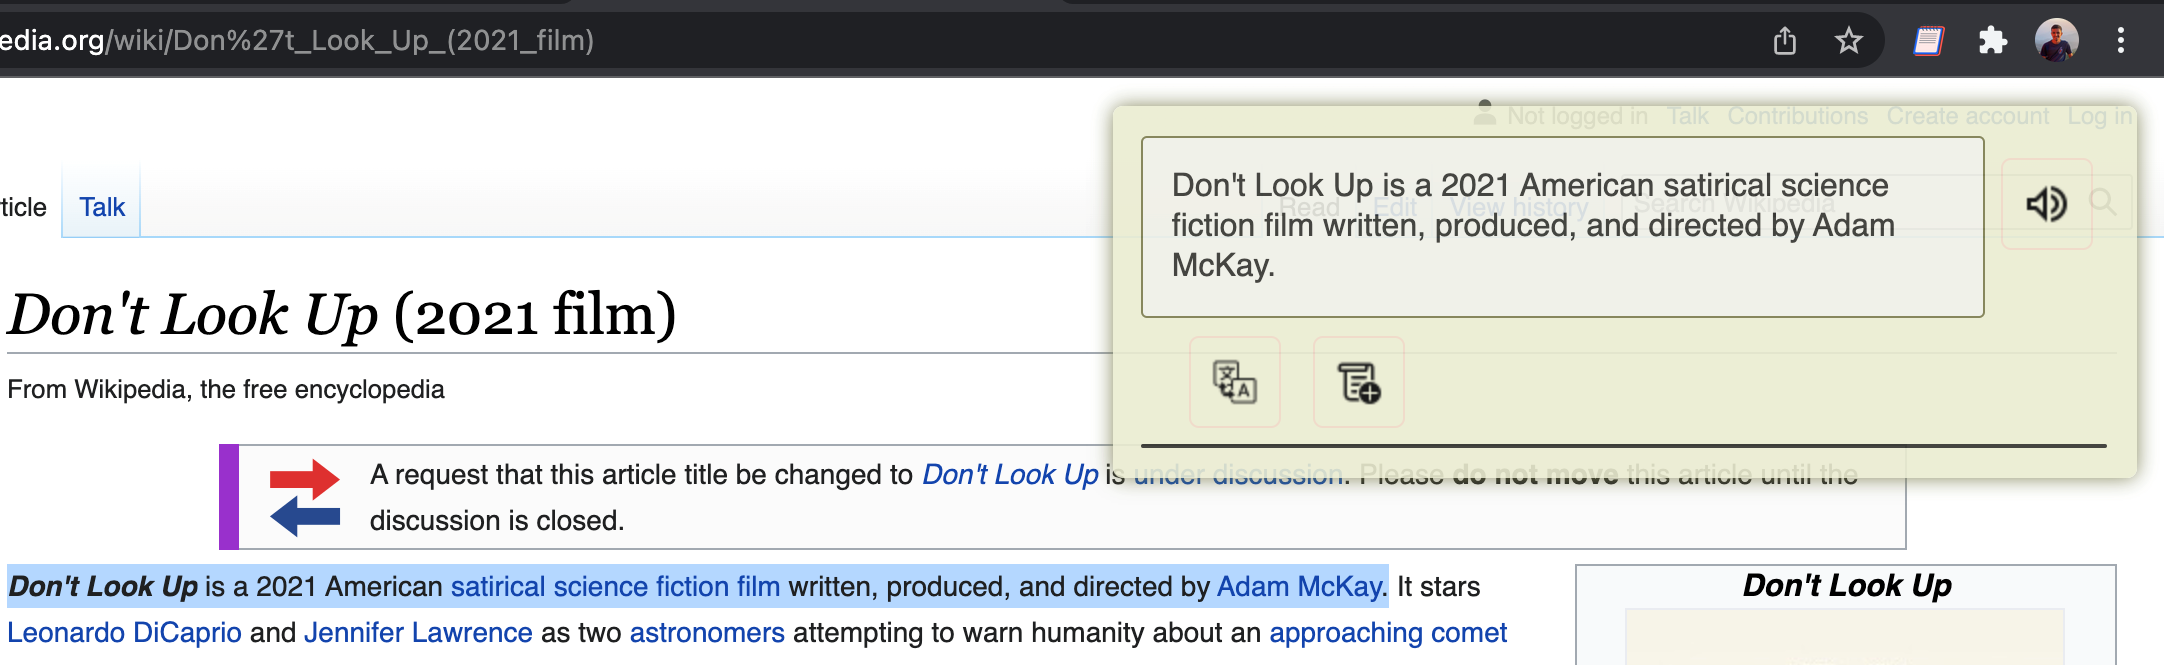 edia.org/wiki/Don%27t_Look_Up_(2021_film)
Not logged in Talk Contributions Create account Log in
ticle Talk
Read Edit View history Search Wikipedia
Don't Look Up is a 2021 American satirical science
fiction film written, produced, and directed by Adam
McKay.
Don't Look Up (2021 film)
From Wikipedia, the free encyclopedia
A request that this article title be changed to Don't Look Up is under discussion. Please do not move this article until the
discussion is closed.
Don't Look Up is a 2021 American satirical science fiction film written, produced, and directed by Adam McKay. It stars
Leonardo DiCaprio and Jennifer Lawrence as two astronomers attempting to warn humanity about an approaching comet
Don't Look Up